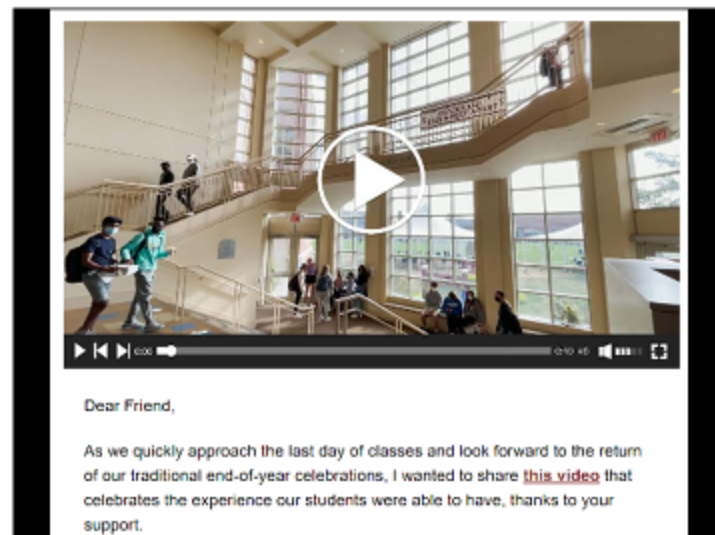 0:00
Dear Friend,
As we quickly approach the last day of classes and look forward to the return
of our traditional end-of-year celebrations, I wanted to share this video that
celebrates the experience our students were able to have, thanks to your
support.